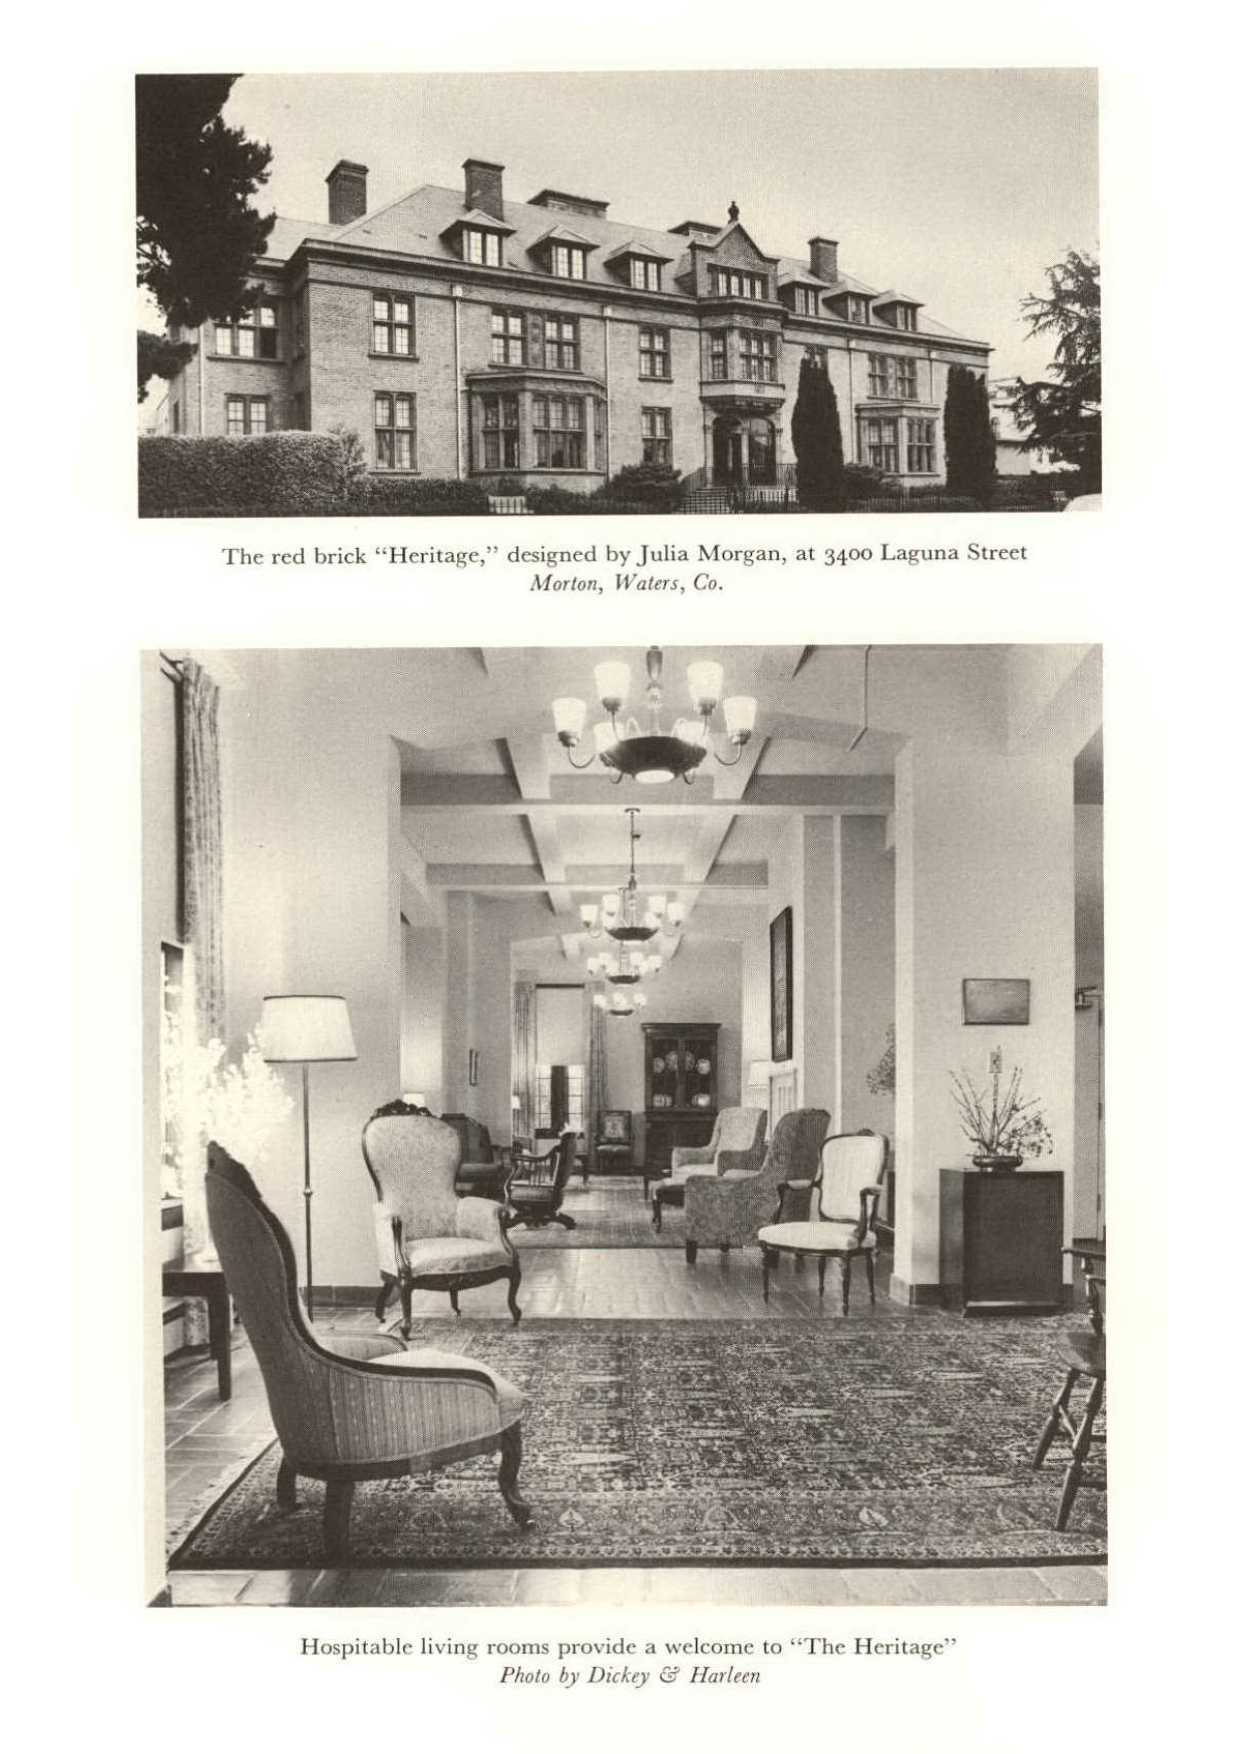 The red brick “Heritage,” designed by Julia Morgan, at 3400 Laguna Street
Morton, Waters, Co.
Hospitable living rooms provide a welcome to “The Heritage”
Photo by Dickey & Harleen